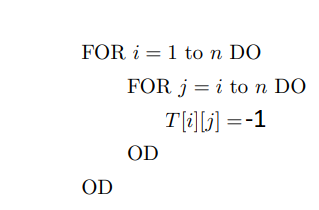 FOR i = 1 to n DO
FOR j = i to n DO
T[i][j] =-1
OD
OD